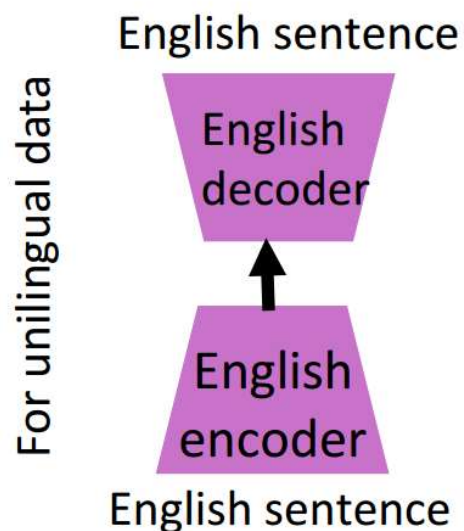 English sentence
English
decoder
For unilingual data
English
encoder
English sentence